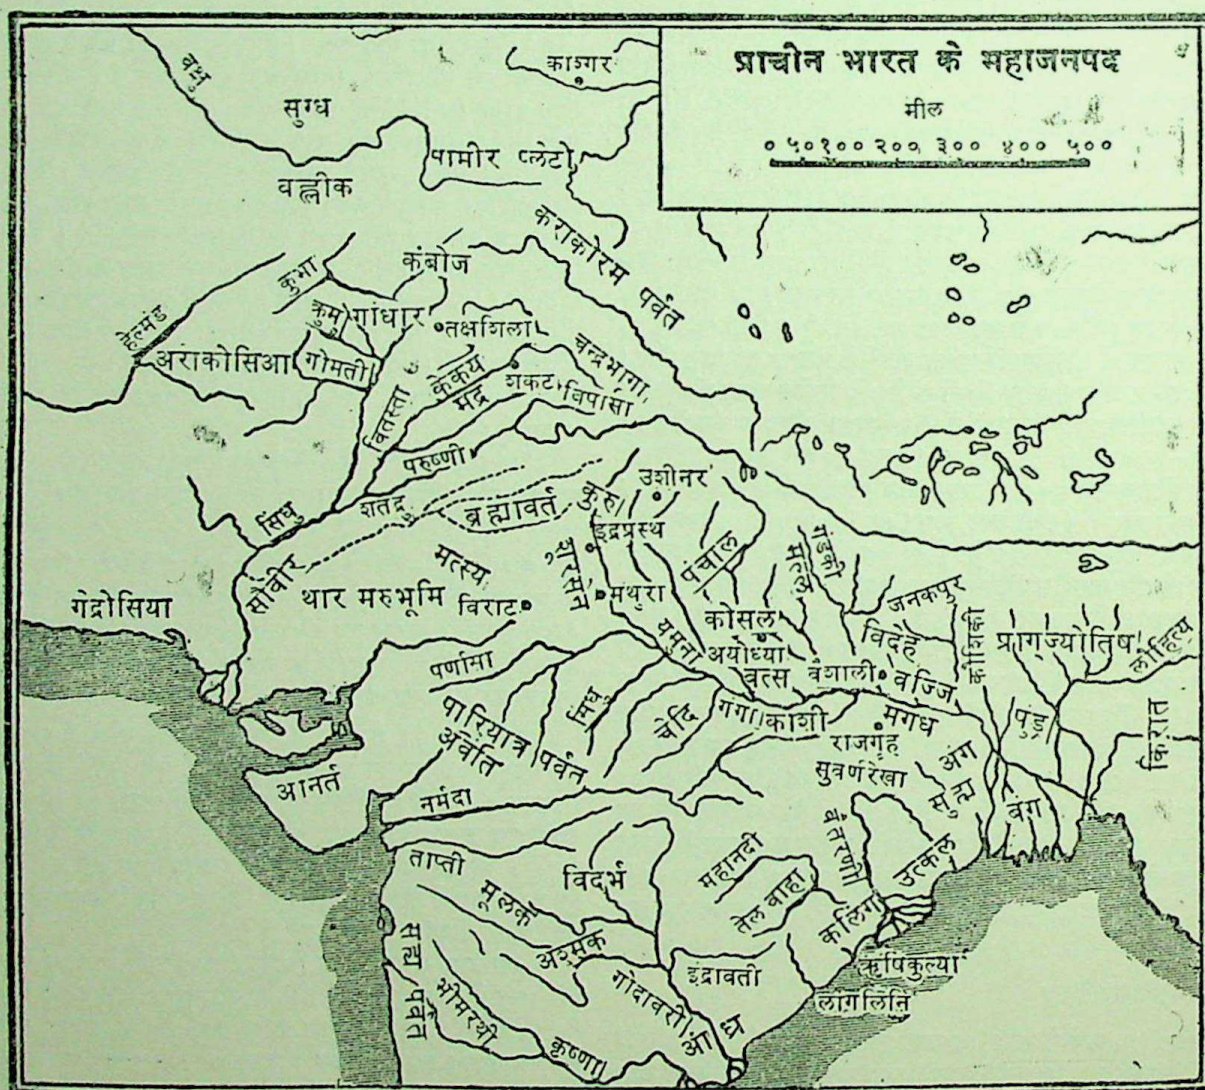 प्राचीन भारत के महाजनपद
मील
० ५० १०० २०० ३०० ४०० ५००
वक्षु
काशगर
सुग्ध
पामीर प्लेटो
वह्लीक
कराकोरम पर्वत
कंबोज
कुभा
हेल्मंड
क्रुमु
गांधार
तक्षशिला
अराकोसिआ
गोमती
केकय
शकट
चन्द्रभागा
मद्र
विपासा
वितस्ता
परुष्णी
उशीनर
सिंधु
शतद्रु
ब्रह्मावर्त
कुरु
इंद्रप्रस्थ
सौवीर
मत्स्य
शूरसेन
पंचाल
मल्ल
गंडकी
गेद्रोसिया
थार मरुभूमि
विराट
मथुरा
जनकपुर
कोसल
यमुना
अयोध्या
विदेह
कौशिकी
प्राग्ज्योतिष
लौहित्य
पर्णासा
वत्स
वैशाली
वज्जि
पारियात्र पर्वत
सिंधु
चेदि
गंगा
काशी
मगध
पुंड्र
किरात
अवंति
राजगृह
अंग
आनर्त
सुवर्णरेखा
सुह्म
नर्मदा
वंग
वैतरणी
ताप्ती
विदर्भ
महानदी
उत्कल
मूलक
तेल वाहा
कलिंग
सह्य पर्वत
अश्मक
इंद्रावती
ऋषिकुल्या
गोदावरी
लांगलिनि
भीमरथी
आंध्र
कृष्णा